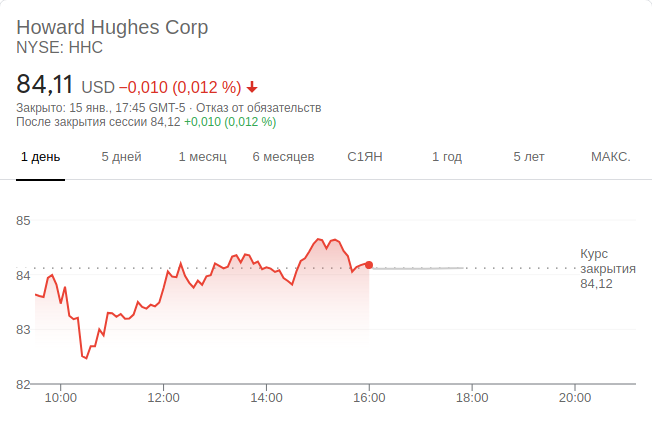 Howard Hughes Corp
NYSE: HHC
84,11 USD −0,010 (0,012 %)
Закрыто: 15 янв., 17:45 GMT-5 · Отказ от обязательств
После закрытия сессии 84,12 +0,010 (0,012 %)
1 день 5 дней 1 месяц 6 месяцев С1ЯН 1 год 5 лет МАКС.
85
84
83
82
Курс
закрытия
84,12
10:00 12:00 14:00 16:00 18:00 20:00